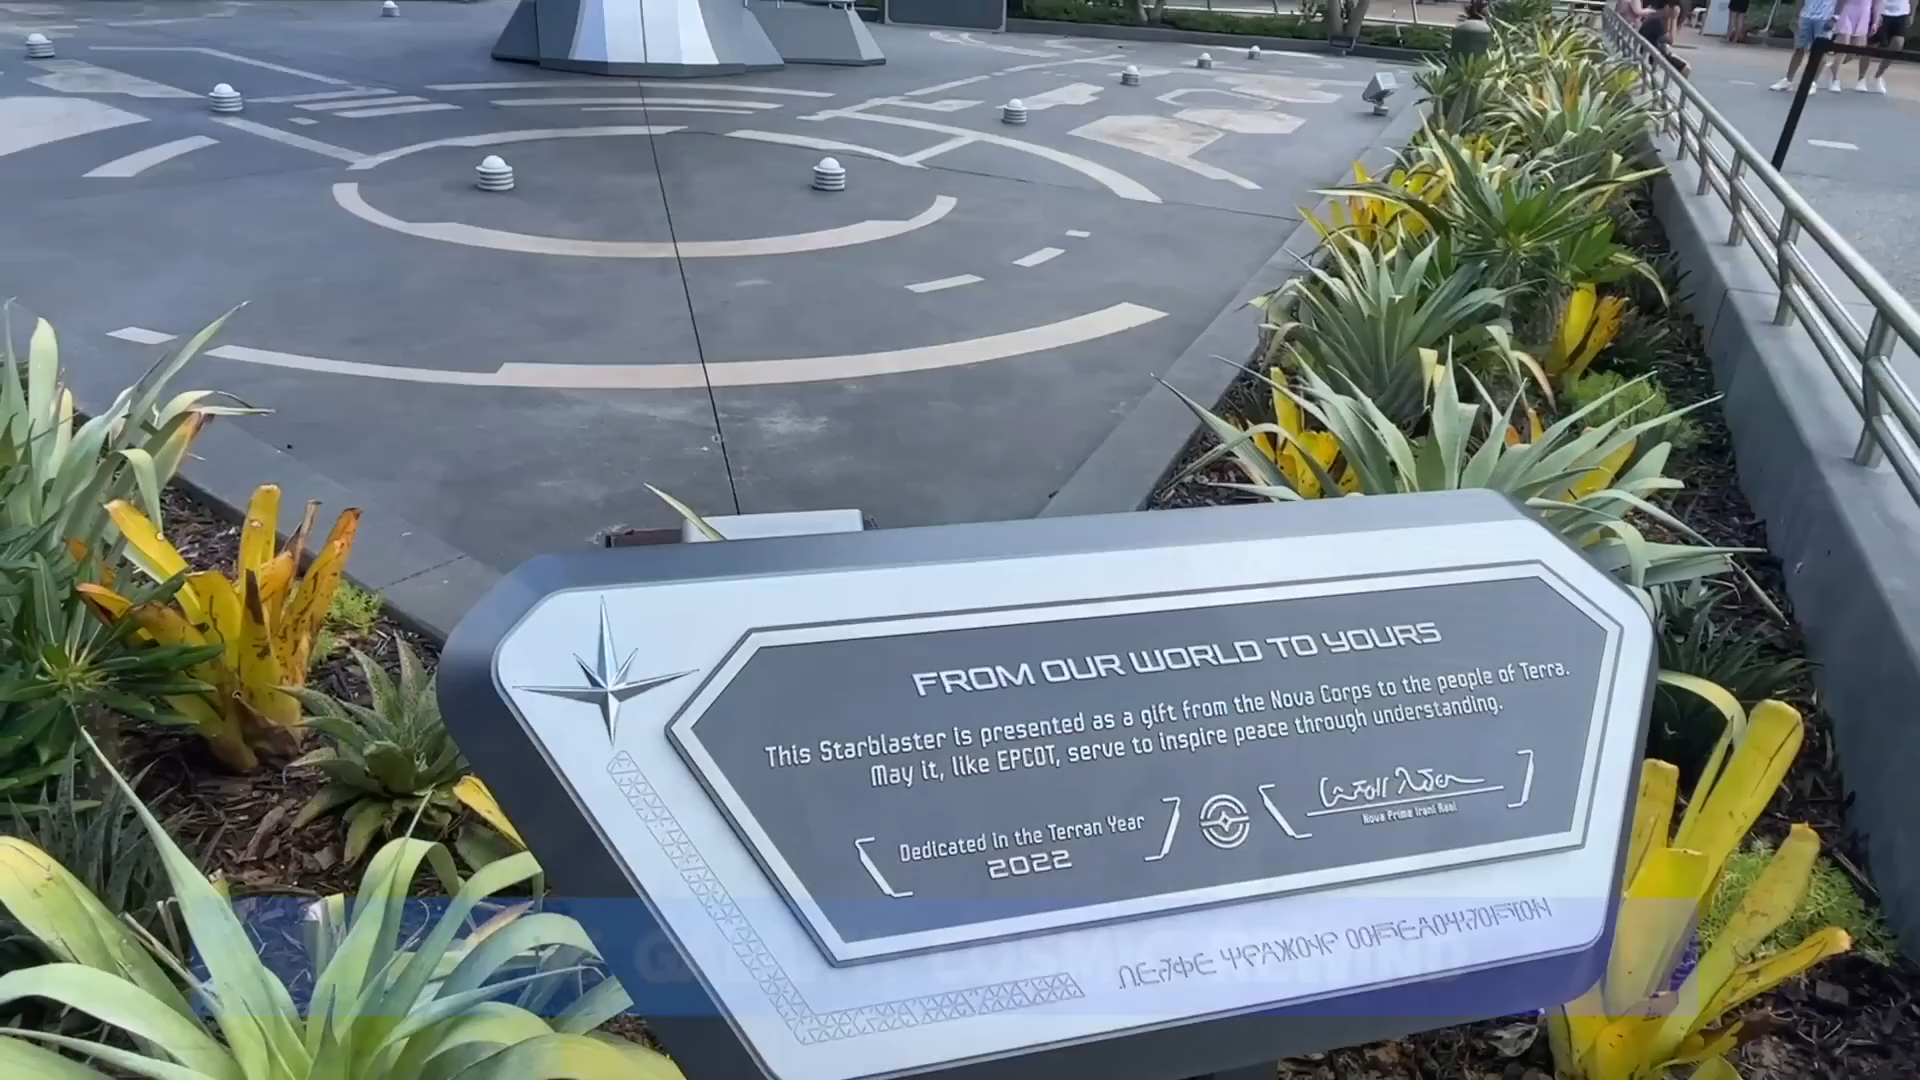 FROM OUR WORLD TO YOURS
This Starblaster is presented as a gift from the Nova Corps to the people of Terra.
May it, like EPCOT, serve to inspire peace through understanding.
Dedicated in the Terran Year
2022
Nova Prime Irani Rael